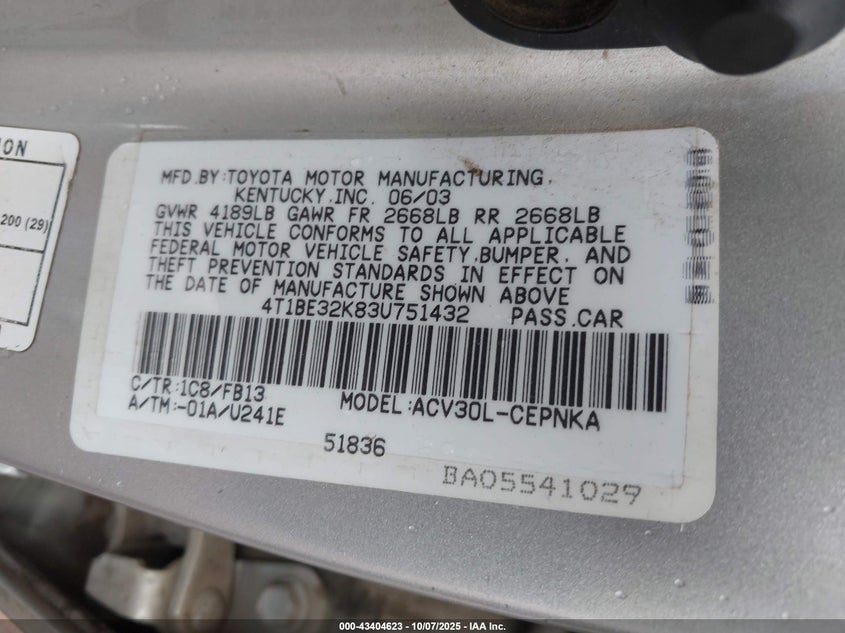 ION
200 (29)
MFD.BY:TOYOTA MOTOR MANUFACTURING,
KENTUCKY,INC. 06/03
GVWR 4189LB GAWR FR 2668LB RR 2668LB
THIS VEHICLE CONFORMS TO ALL APPLICABLE
FEDERAL MOTOR VEHICLE SAFETY,BUMPER, AND
THEFT PREVENTION STANDARDS IN EFFECT ON
THE DATE OF MANUFACTURE SHOWN ABOVE
4T1BE32K83U751432 PASS.CAR
C/TR:1C8/FB13
A/TM:-01A/U241E
MODEL:ACV30L-CEPNKA
51836
BA05541029
000-43404623 - 10/07/2025 - IAA Inc.